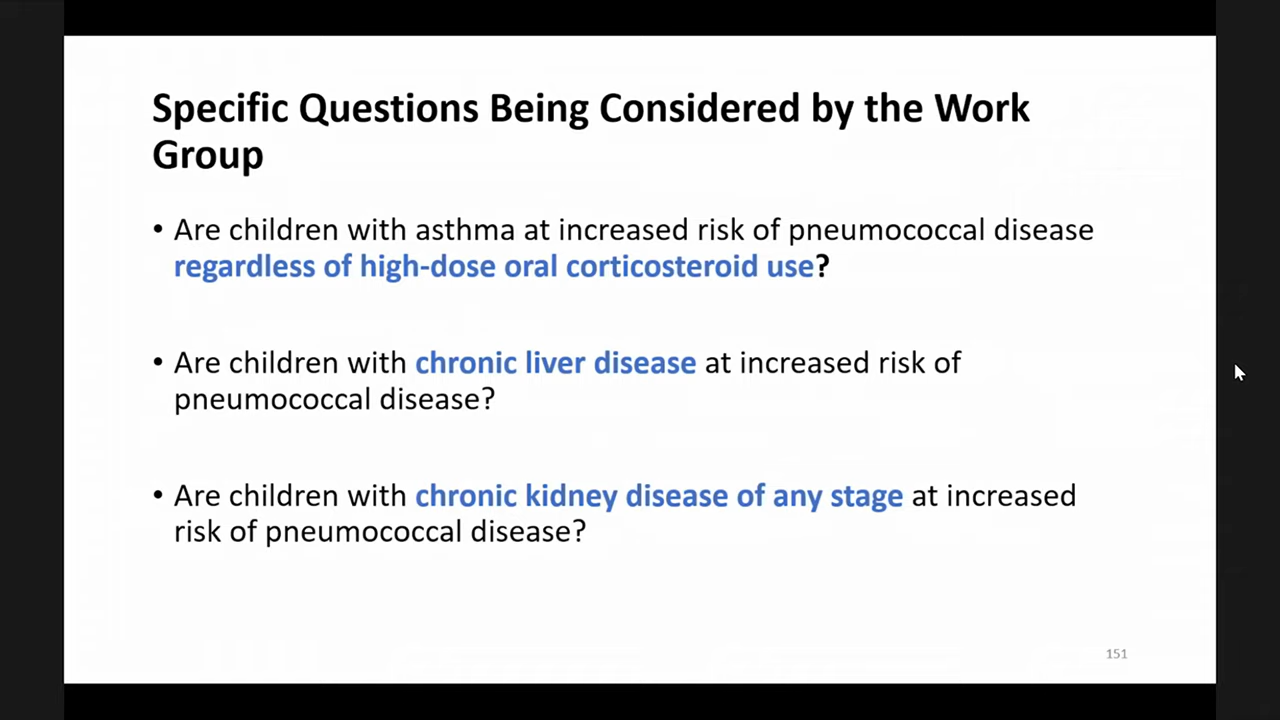 Specific Questions Being Considered by the Work
Group
• Are children with asthma at increased risk of pneumococcal disease
regardless of high-dose oral corticosteroid use?
• Are children with chronic liver disease at increased risk of
pneumococcal disease?
• Are children with chronic kidney disease of any stage at increased
risk of pneumococcal disease?
151